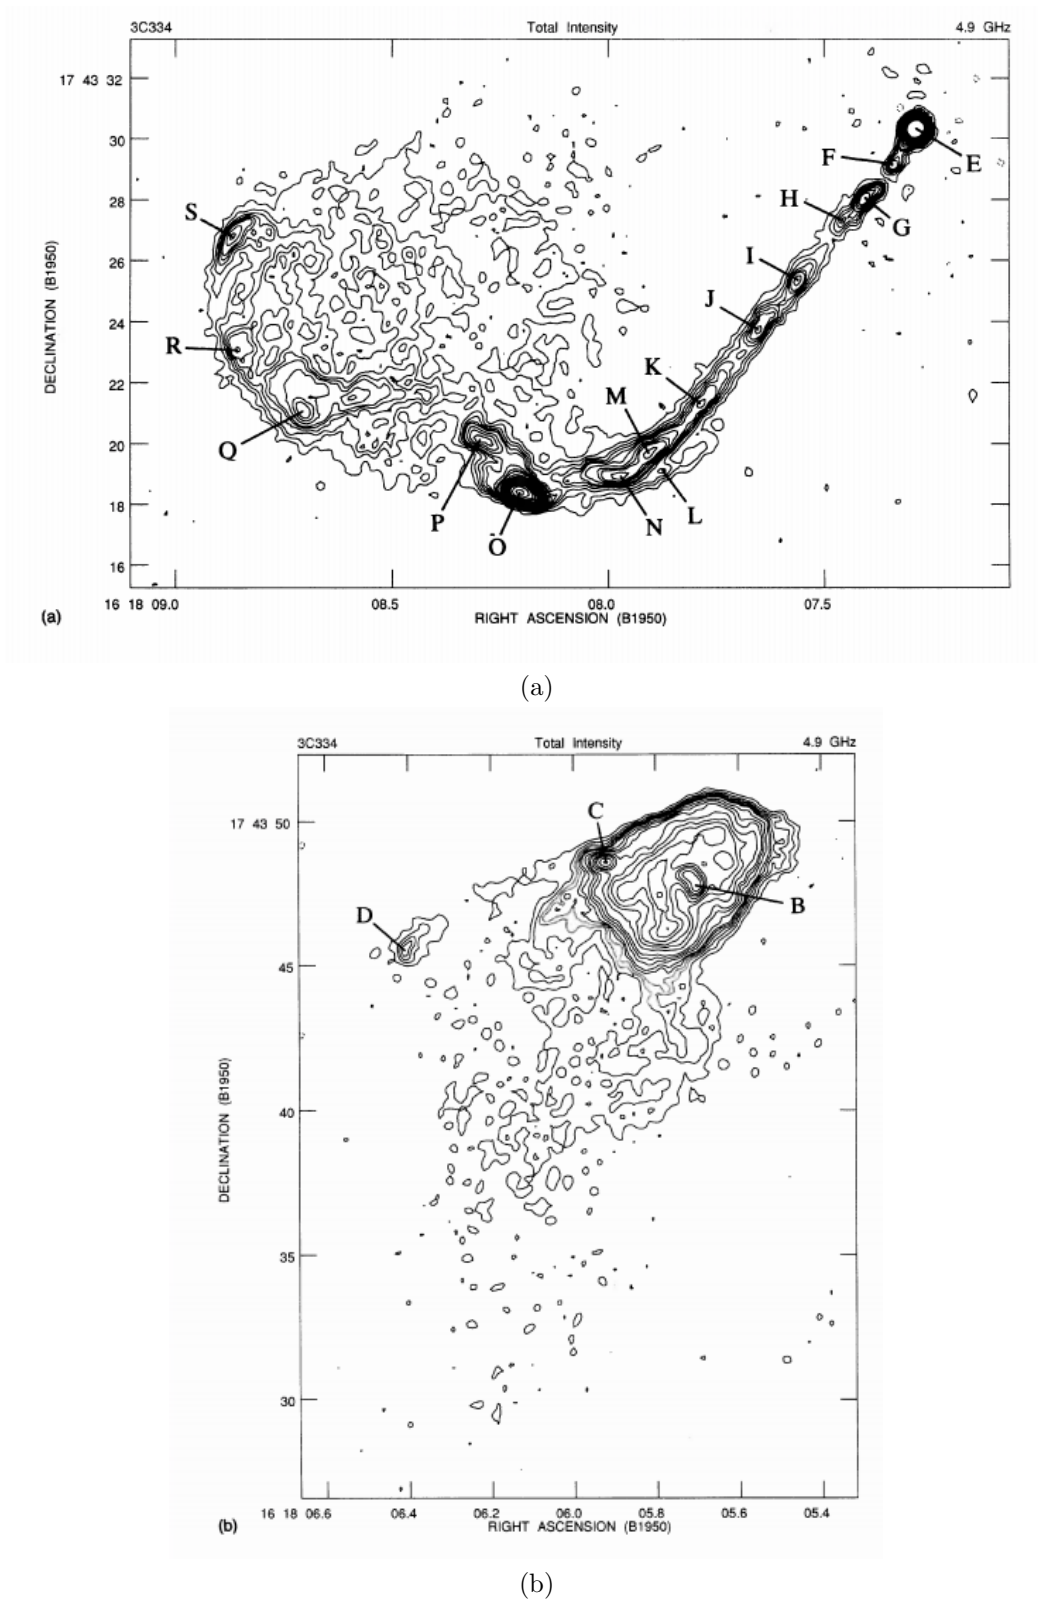 3C334 Total Intensity 4.9 GHz
17 43 32
30
28
26
24
22
20
18
16
DECLINATION (B1950)
S
R
Q
P
O
N
L
M
K
J
I
H
G
F
E
16 18 09.0 08.5 08.0 07.5
RIGHT ASCENSION (B1950)
(a)
(a)
3C334 Total Intensity 4.9 GHz
17 43 50
45
40
35
30
DECLINATION (B1950)
C
B
D
16 18 06.6 06.4 06.2 06.0 05.8 05.6 05.4
RIGHT ASCENSION (B1950)
(b)
(b)